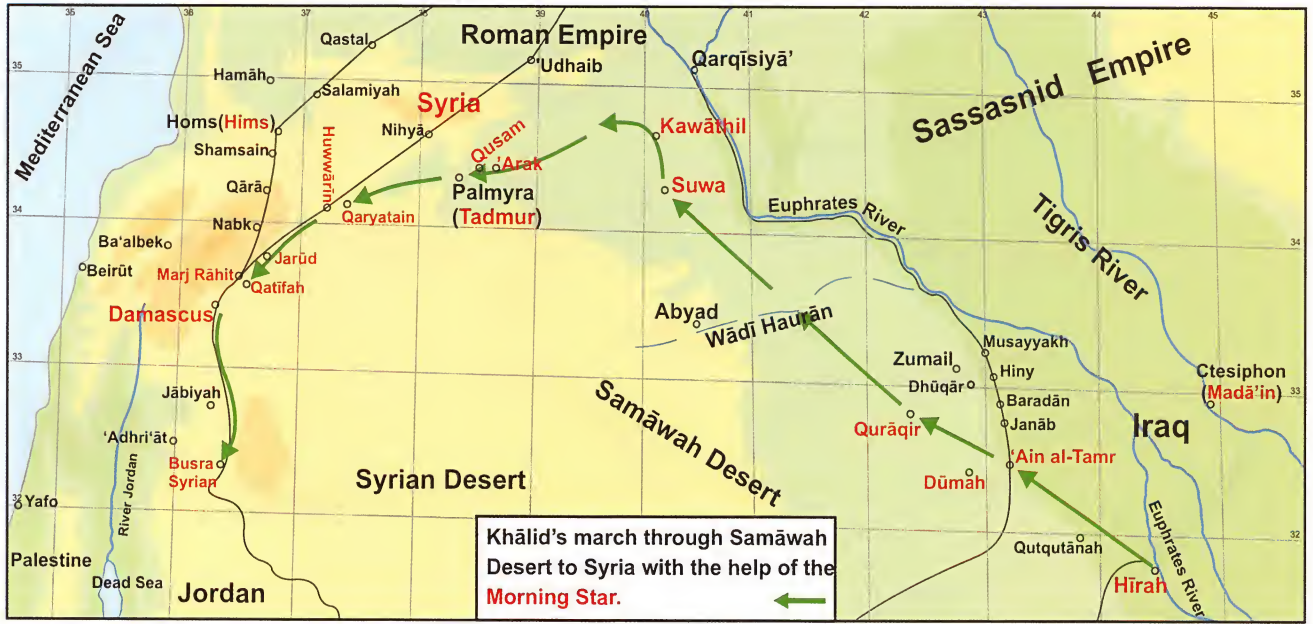 35
36
37
38
39
40
41
42
43
44
45
Mediterranean Sea
Qastal
Roman Empire
'Udhaib
Qarqīsiyā'
Sassasnid Empire
35
35
Hamāh
Salamiyah
Syria
Homs(Hims)
Nihyā
Shamsain
Huwwārīn
Qusam
'Arak
Kawāthil
Qārā
Palmyra
(Tadmur)
Suwa
Qaryatain
34
34
Nabk
Euphrates River
Tigris River
Ba'albek
Beirūt
Jarūd
Marj Rāhit
Qatīfah
Damascus
Abyad
Wādī Haurān
Musayyakh
Zumail
Hiny
Dhūqār
Ctesiphon
(Madā'in)
33
33
Jābiyah
Samāwah Desert
Baradān
Janāb
Qurāqir
Iraq
'Adhri'āt
'Ain al-Tamr
Busra
Syrian
Syrian Desert
Dūmah
River Jordan
32
Yafo
32
Qutqutānah
Euphrates River
Palestine
Dead Sea
Jordan
Hīrah
Khālid's march through Samāwah
Desert to Syria with the help of the
Morning Star.